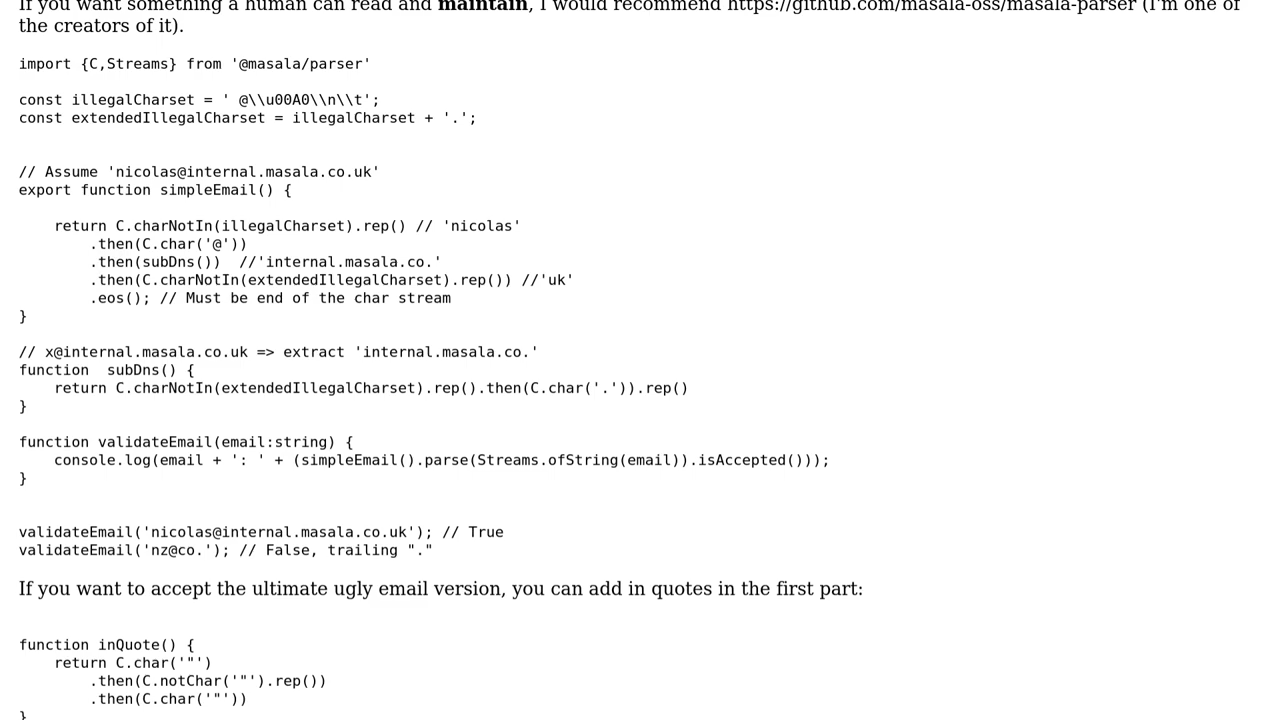 If you want something a human can read and maintain, I would recommend https://github.com/masala-oss/masala-parser (I'm one of
the creators of it).
import {C,Streams} from '@masala/parser'
const illegalCharset = ' @\\u00A0\\n\\t';
const extendedIllegalCharset = illegalCharset + '.';
// Assume 'nicolas@internal.masala.co.uk'
export function simpleEmail() {
    return C.charNotIn(illegalCharset).rep() // 'nicolas'
        .then(C.char('@'))
        .then(subDns())  //'internal.masala.co.'
        .then(C.charNotIn(extendedIllegalCharset).rep()) //'uk'
        .eos(); // Must be end of the char stream
}
// x@internal.masala.co.uk => extract 'internal.masala.co.'
function  subDns() {
    return C.charNotIn(extendedIllegalCharset).rep().then(C.char('.')).rep()
}
function validateEmail(email:string) {
    console.log(email + ': ' + (simpleEmail().parse(Streams.ofString(email)).isAccepted()));
}
validateEmail('nicolas@internal.masala.co.uk'); // True
validateEmail('nz@co.'); // False, trailing "."
If you want to accept the ultimate ugly email version, you can add in quotes in the first part:
function inQuote() {
    return C.char('"')
        .then(C.notChar('"').rep())
        .then(C.char('"'))
}